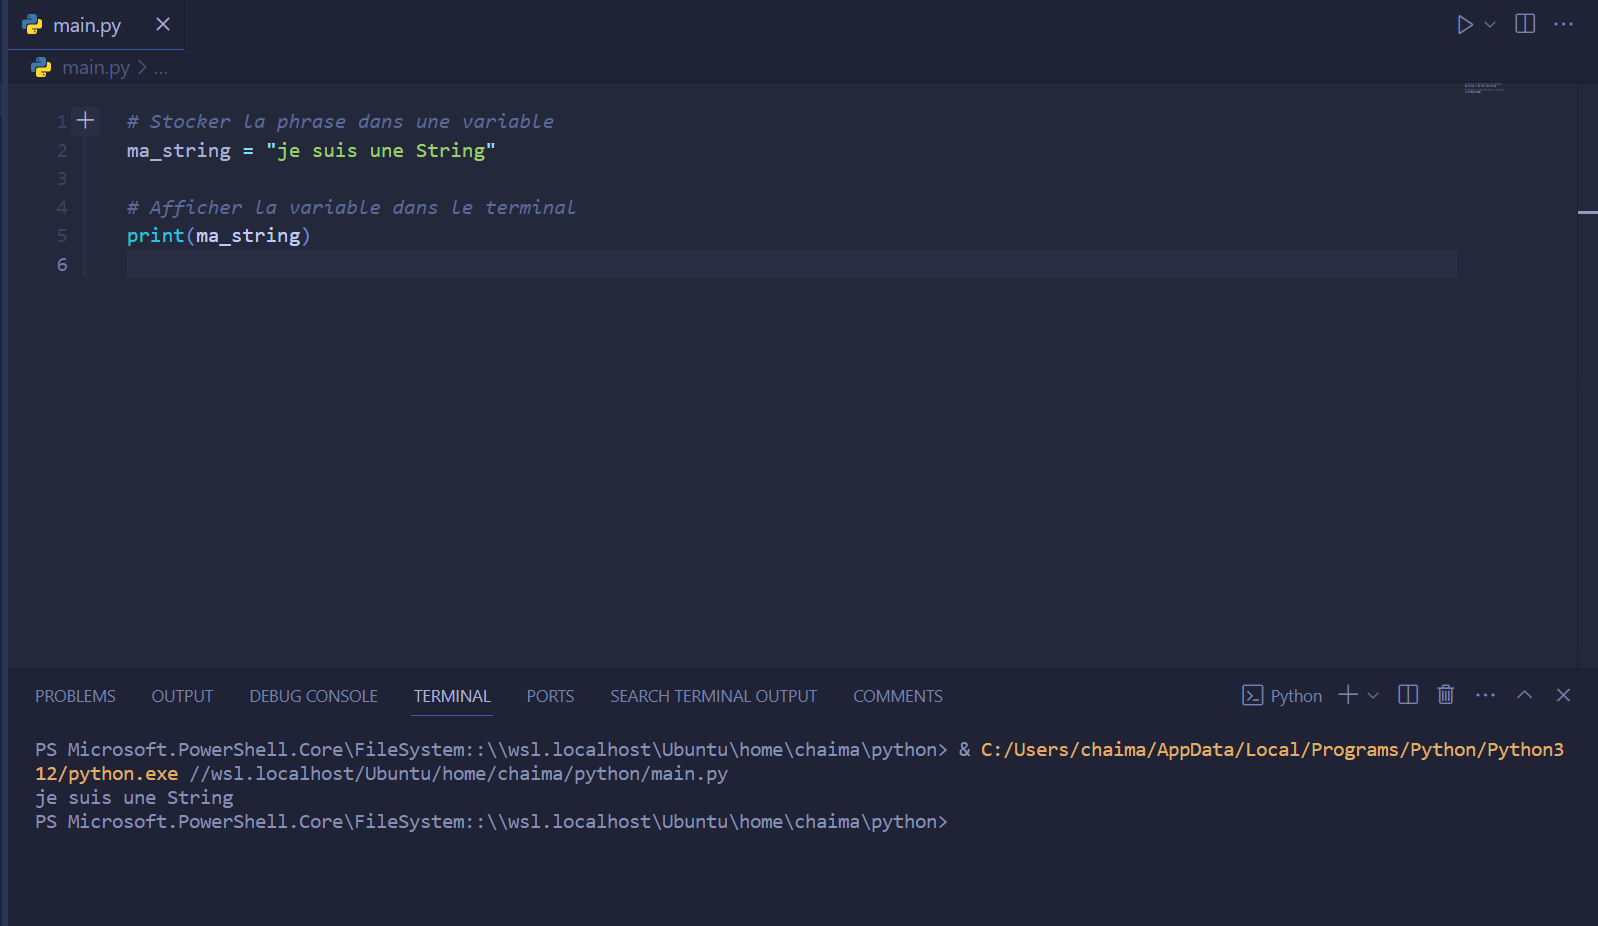 main.py
main.py > ...
1 # Stocker la phrase dans une variable
2 ma_string = "je suis une String"
3
4 # Afficher la variable dans le terminal
5 print(ma_string)
6
PROBLEMS OUTPUT DEBUG CONSOLE TERMINAL PORTS SEARCH TERMINAL OUTPUT COMMENTS Python
PS Microsoft.PowerShell.Core\FileSystem::\\wsl.localhost\Ubuntu\home\chaima\python> & C:/Users/chaima/AppData/Local/Programs/Python/Python3
12/python.exe //wsl.localhost/Ubuntu/home/chaima/python/main.py
je suis une String
PS Microsoft.PowerShell.Core\FileSystem::\\wsl.localhost\Ubuntu\home\chaima\python>